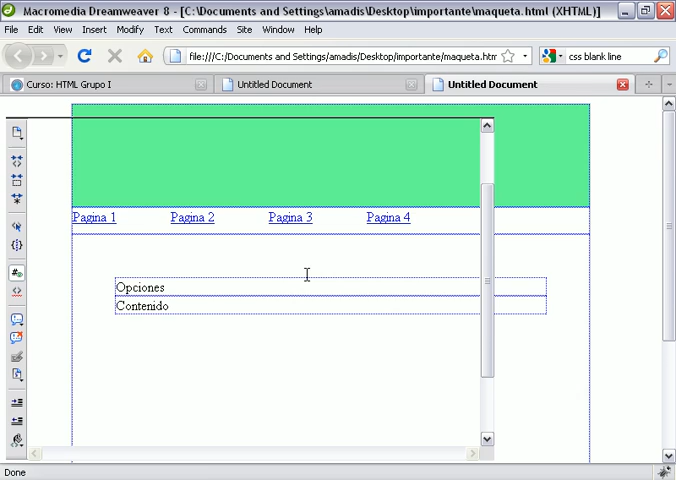 Macromedia Dreamweaver 8 - [C:\Documents and Settings\amadis\Desktop\importante\maqueta.html (XHTML)]
File Edit View Insert Modify Text Commands Site Window Help
file:///C:/Documents and Settings/amadis/Desktop/importante/maqueta.htm css blank line
Curso: HTML Grupo I Untitled Document Untitled Document
Pagina 1 Pagina 2 Pagina 3 Pagina 4
Opciones
Contenido
Done